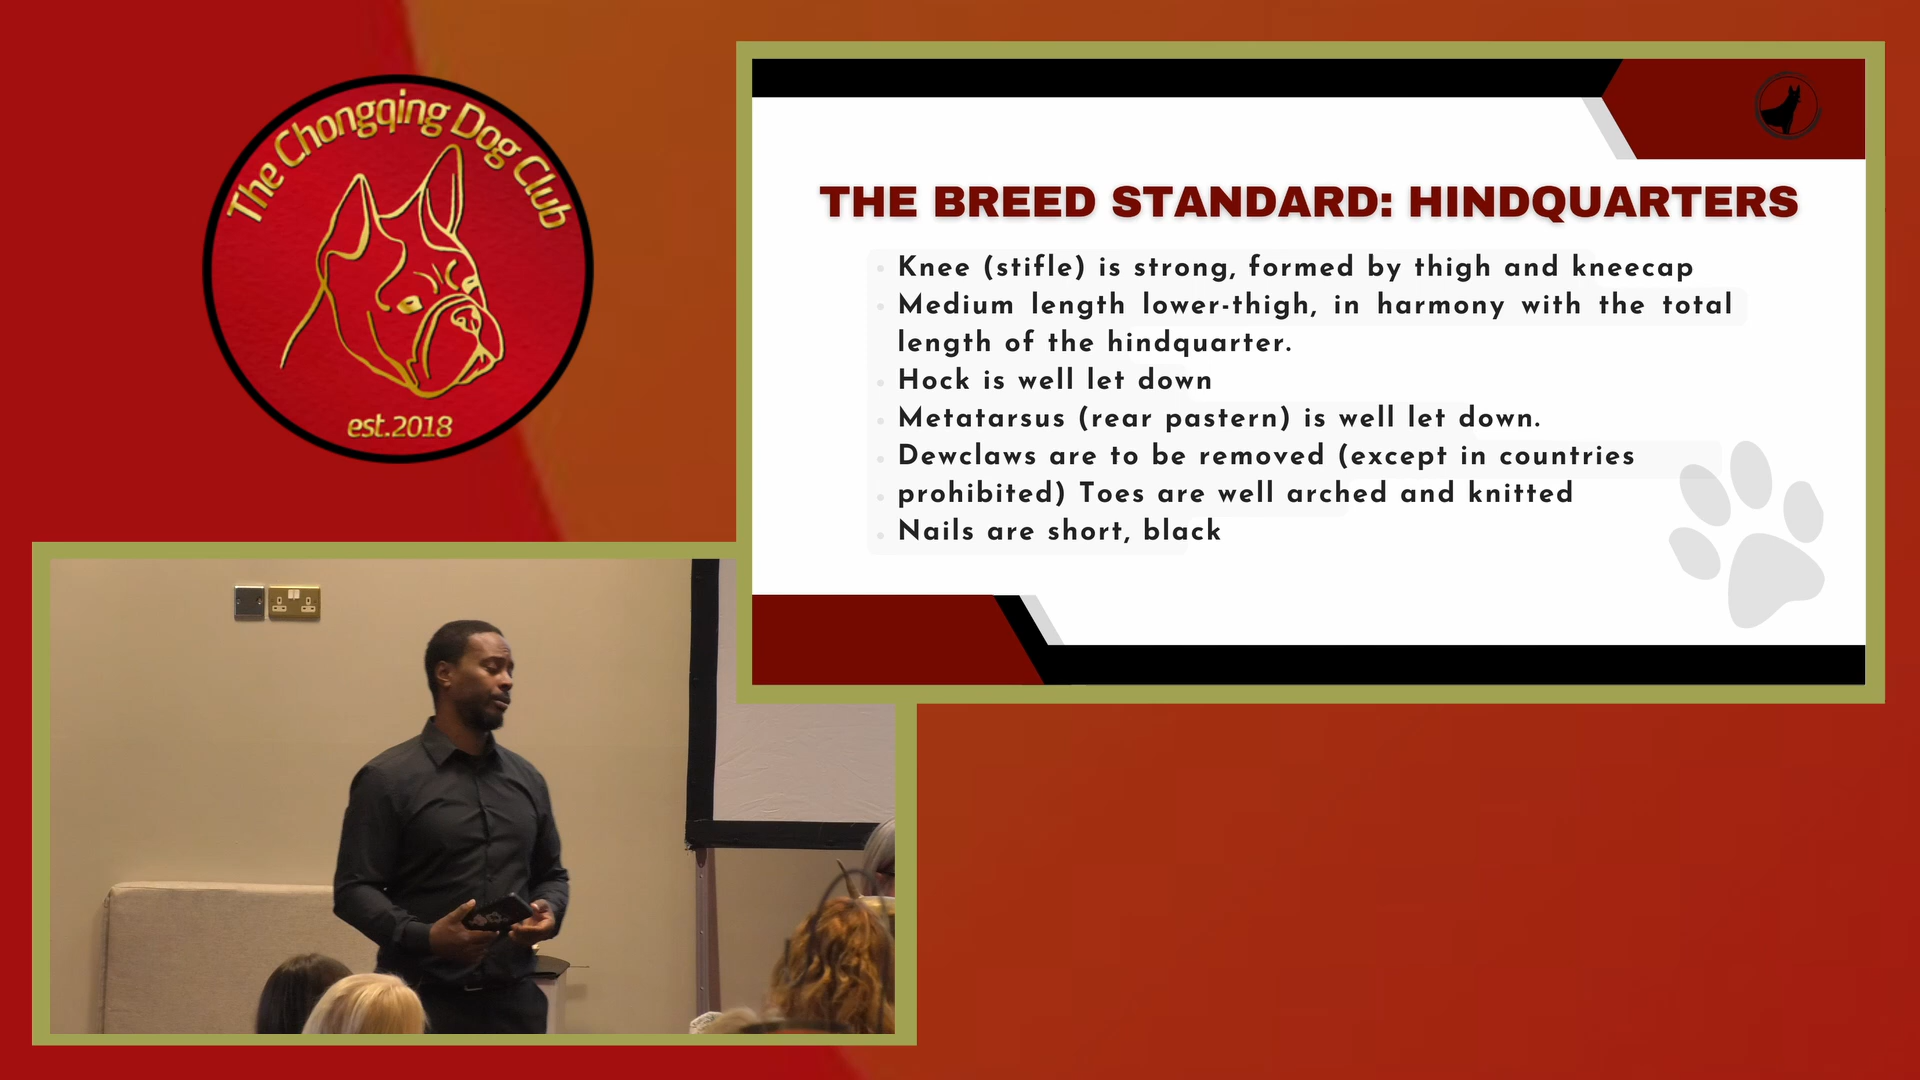 The Chongqing Dog Club
est.2018
THE BREED STANDARD: HINDQUARTERS
Knee (stifle) is strong, formed by thigh and kneecap
Medium length lower-thigh, in harmony with the total
length of the hindquarter.
Hock is well let down
Metatarsus (rear pastern) is well let down.
Dewclaws are to be removed (except in countries
prohibited) Toes are well arched and knitted
Nails are short, black